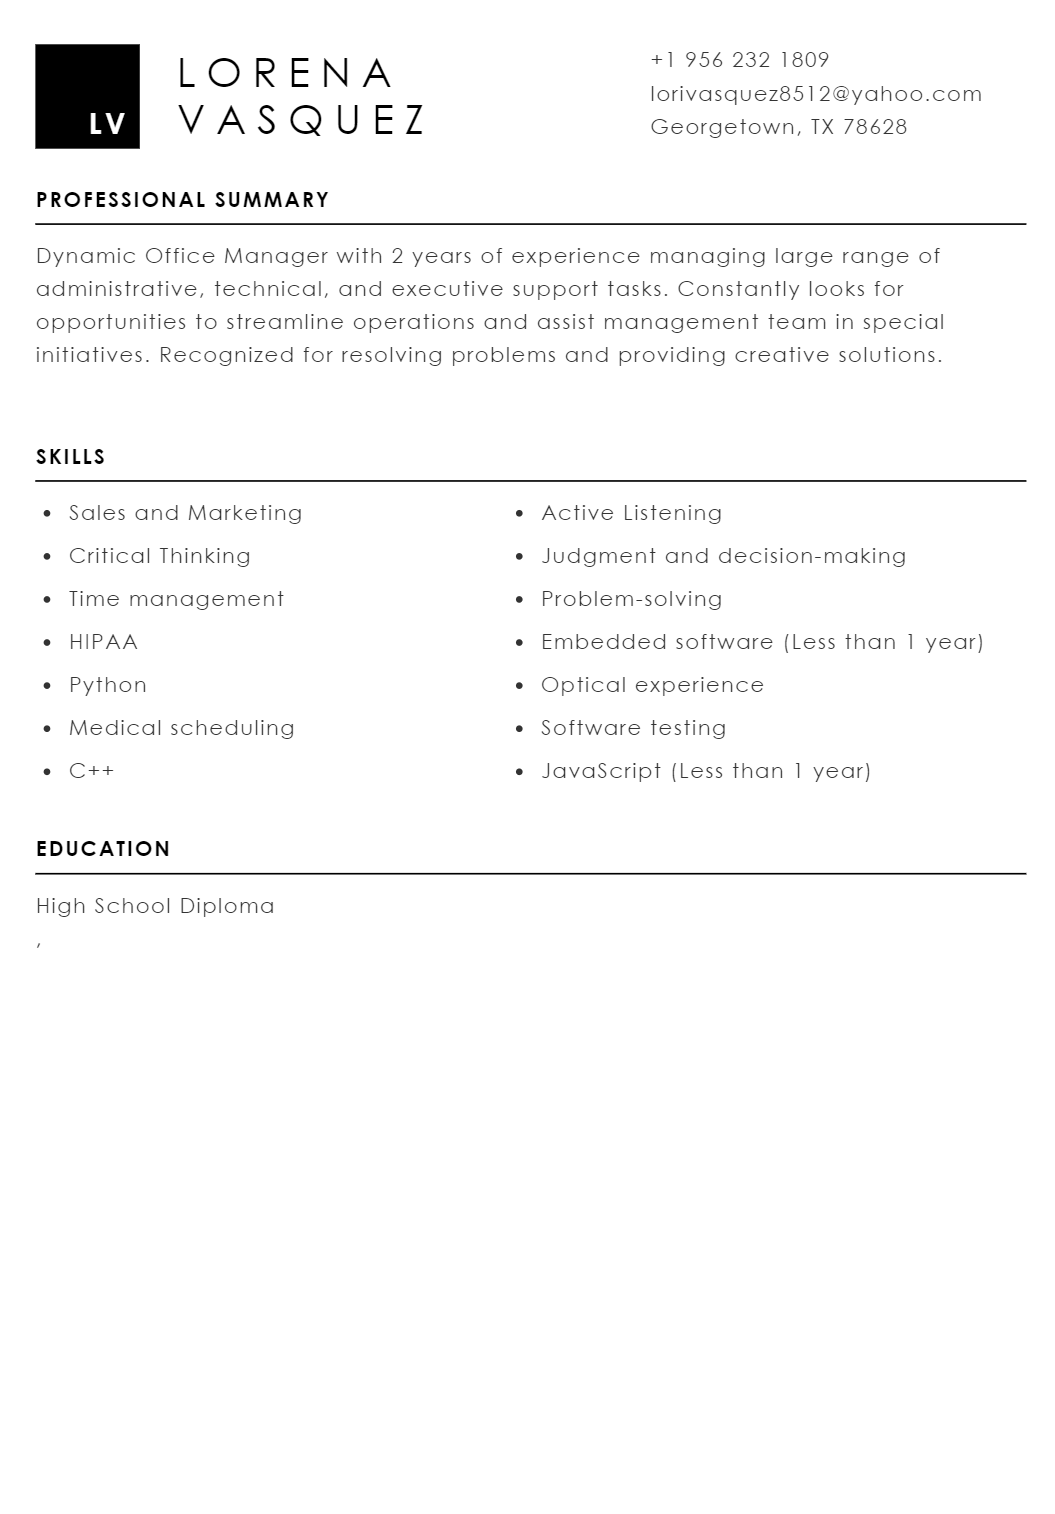 LV
LORENA
VASQUEZ
+1 956 232 1809
lorivasquez8512@yahoo.com
Georgetown, TX 78628
PROFESSIONAL SUMMARY
Dynamic Office Manager with 2 years of experience managing large range of
administrative, technical, and executive support tasks. Constantly looks for
opportunities to streamline operations and assist management team in special
initiatives. Recognized for resolving problems and providing creative solutions.
SKILLS
• Sales and Marketing
• Critical Thinking
• Time management
• HIPAA
• Python
• Medical scheduling
• C++
• Active Listening
• Judgment and decision-making
• Problem-solving
• Embedded software (Less than 1 year)
• Optical experience
• Software testing
• JavaScript (Less than 1 year)
EDUCATION
High School Diploma
,